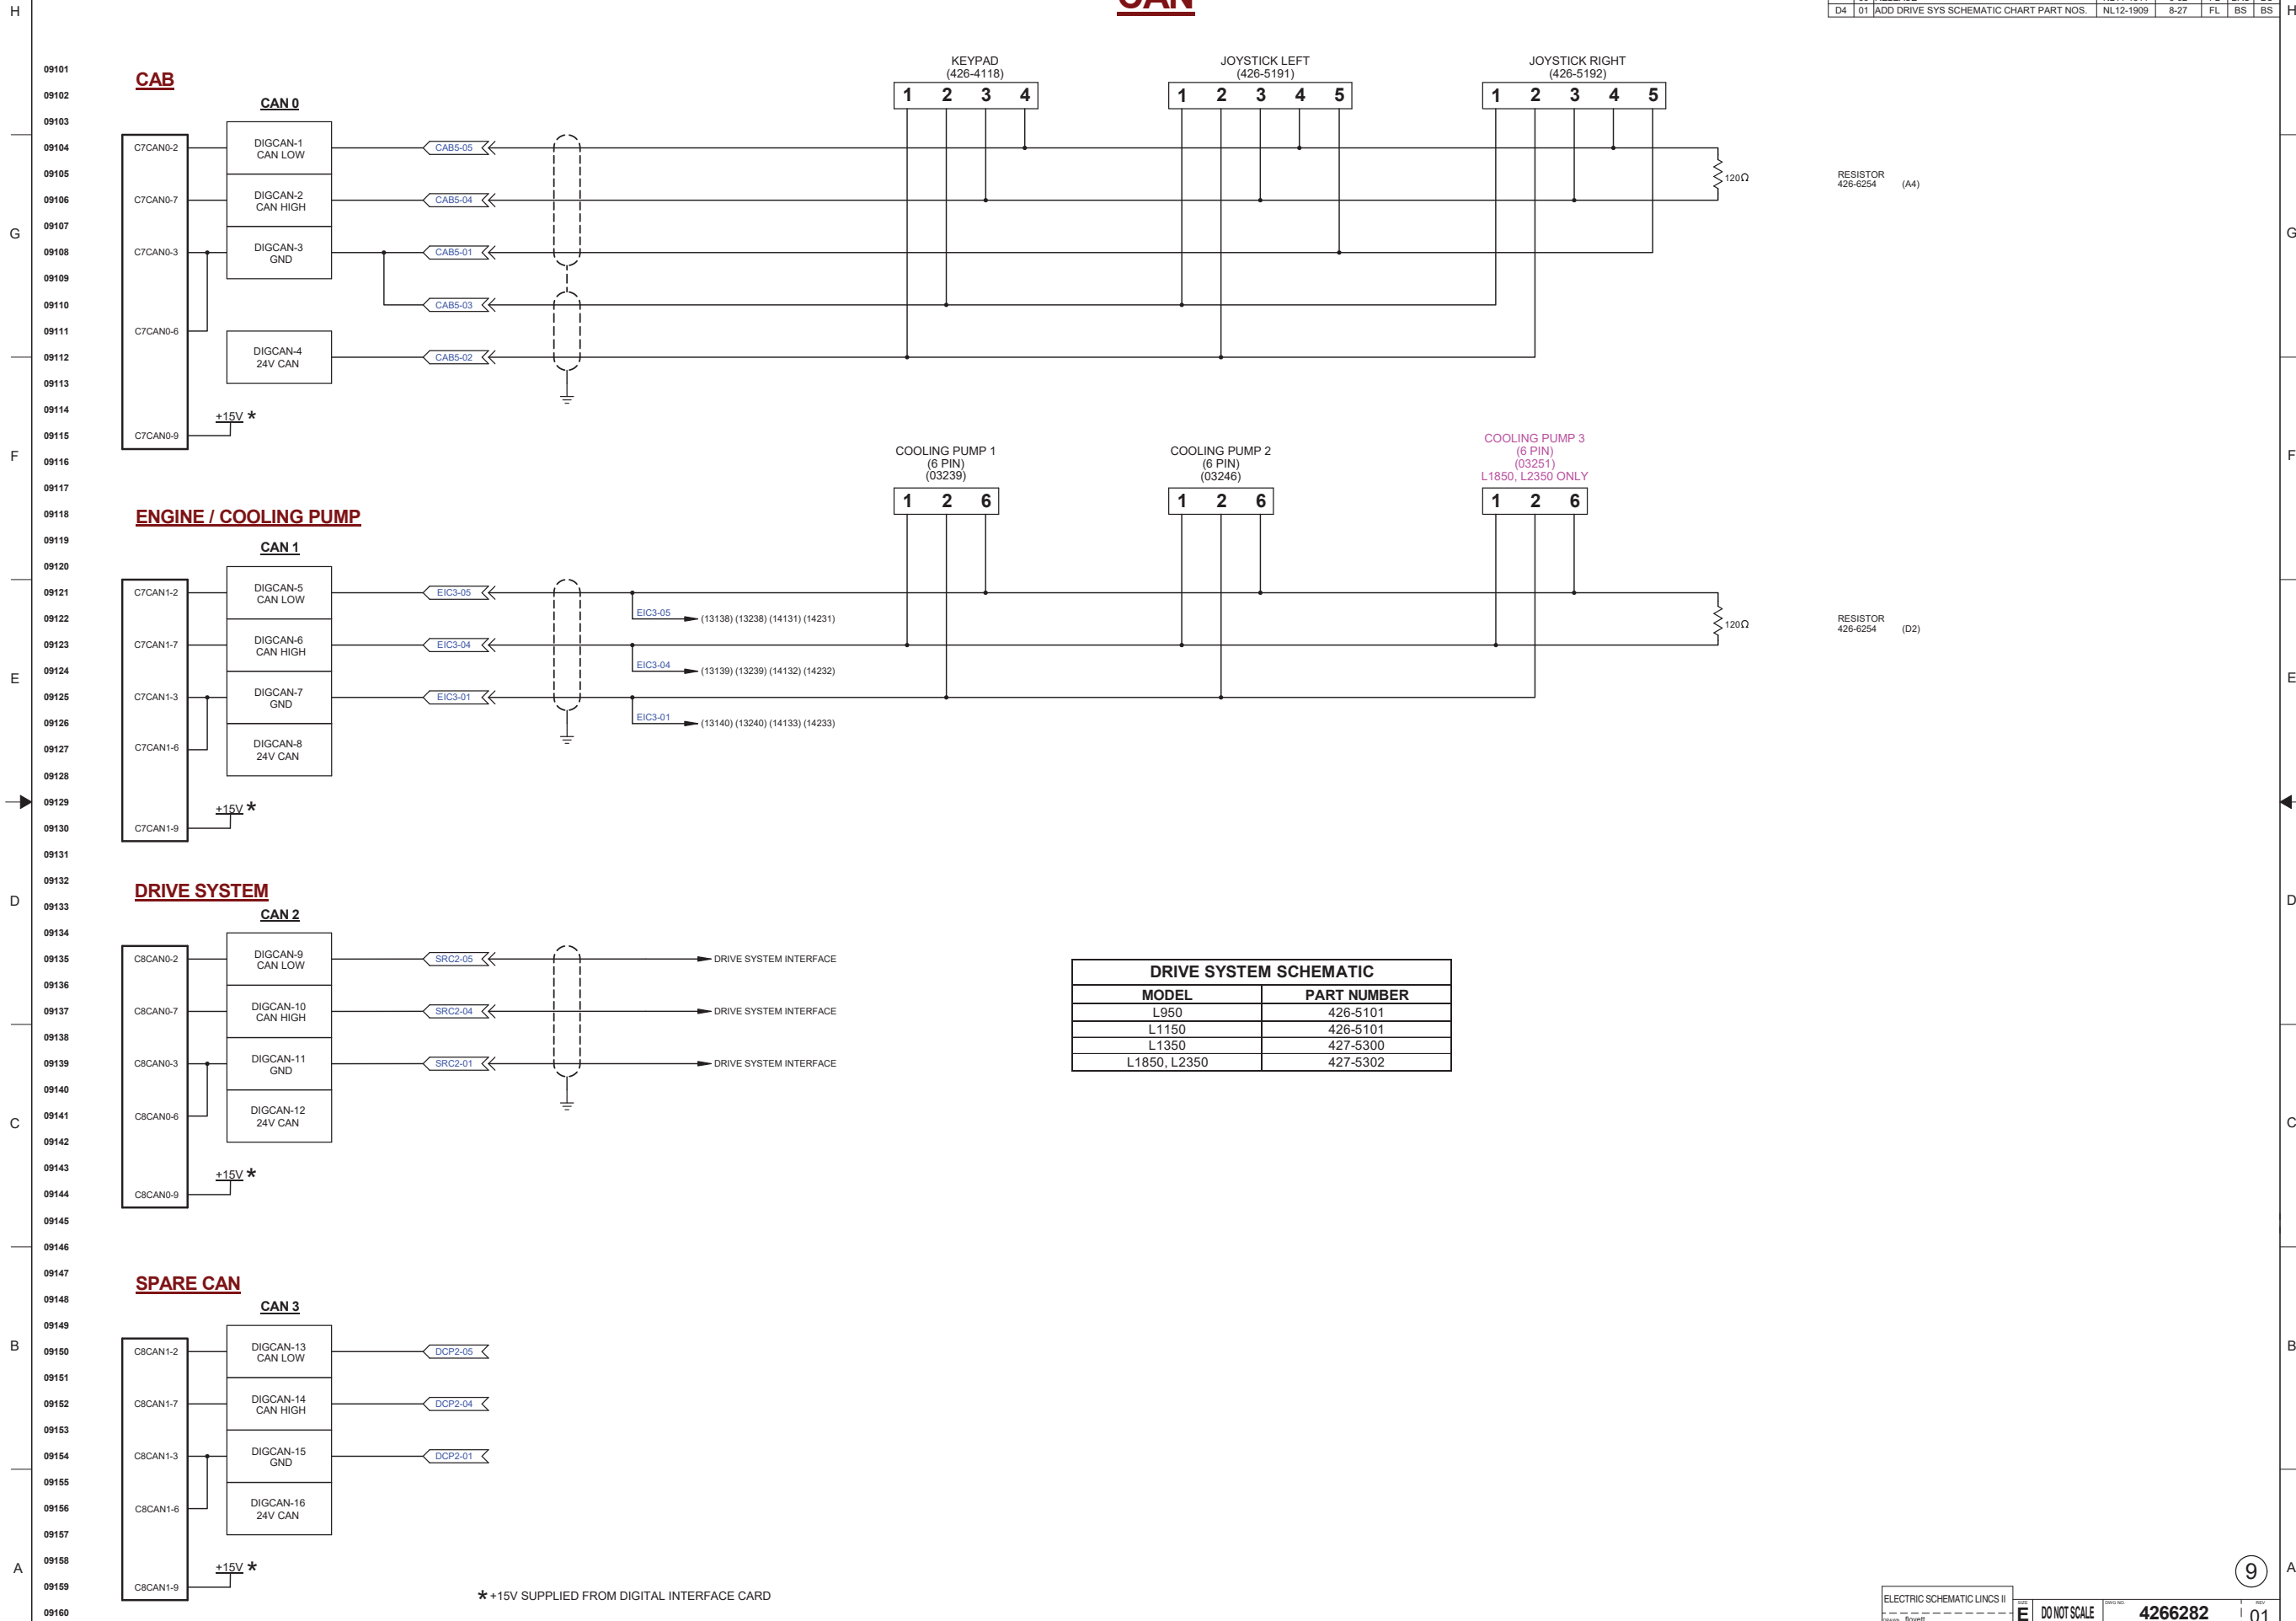 CAN
D4 01 ADD DRIVE SYS SCHEMATIC CHART PART NOS. NL12-1909 8-27 FL BS BS
H
H
G
G
F
F
E
E
D
D
C
C
B
B
A
A
09101
09102
09103
09104
09105
09106
09107
09108
09109
09110
09111
09112
09113
09114
09115
09116
09117
09118
09119
09120
09121
09122
09123
09124
09125
09126
09127
09128
09129
09130
09131
09132
09133
09134
09135
09136
09137
09138
09139
09140
09141
09142
09143
09144
09145
09146
09147
09148
09149
09150
09151
09152
09153
09154
09155
09156
09157
09158
09159
09160
CAB
CAN 0
C7CAN0-2
DIGCAN-1
CAN LOW
CAB5-05
C7CAN0-7
DIGCAN-2
CAN HIGH
CAB5-04
C7CAN0-3
DIGCAN-3
GND
CAB5-01
CAB5-03
C7CAN0-6
DIGCAN-4
24V CAN
CAB5-02
+15V *
C7CAN0-9
KEYPAD
(426-4118)
1 2 3 4
JOYSTICK LEFT
(426-5191)
1 2 3 4 5
JOYSTICK RIGHT
(426-5192)
1 2 3 4 5
120Ω
RESISTOR
426-6254 (A4)
ENGINE / COOLING PUMP
CAN 1
C7CAN1-2
DIGCAN-5
CAN LOW
EIC3-05
C7CAN1-7
DIGCAN-6
CAN HIGH
EIC3-04
C7CAN1-3
DIGCAN-7
GND
EIC3-01
C7CAN1-6
DIGCAN-8
24V CAN
+15V *
C7CAN1-9
EIC3-05 (13138) (13238) (14131) (14231)
EIC3-04 (13139) (13239) (14132) (14232)
EIC3-01 (13140) (13240) (14133) (14233)
COOLING PUMP 1
(6 PIN)
(03239)
1 2 6
COOLING PUMP 2
(6 PIN)
(03246)
1 2 6
COOLING PUMP 3
(6 PIN)
(03251)
L1850, L2350 ONLY
1 2 6
120Ω
RESISTOR
426-6254 (D2)
DRIVE SYSTEM
CAN 2
C8CAN0-2
DIGCAN-9
CAN LOW
SRC2-05
DRIVE SYSTEM INTERFACE
C8CAN0-7
DIGCAN-10
CAN HIGH
SRC2-04
DRIVE SYSTEM INTERFACE
C8CAN0-3
DIGCAN-11
GND
SRC2-01
DRIVE SYSTEM INTERFACE
C8CAN0-6
DIGCAN-12
24V CAN
+15V *
C8CAN0-9
DRIVE SYSTEM SCHEMATIC
MODEL PART NUMBER
L950 426-5101
L1150 426-5101
L1350 427-5300
L1850, L2350 427-5302
SPARE CAN
CAN 3
C8CAN1-2
DIGCAN-13
CAN LOW
DCP2-05
C8CAN1-7
DIGCAN-14
CAN HIGH
DCP2-04
C8CAN1-3
DIGCAN-15
GND
DCP2-01
C8CAN1-6
DIGCAN-16
24V CAN
+15V *
C8CAN1-9
* +15V SUPPLIED FROM DIGITAL INTERFACE CARD
9
ELECTRIC SCHEMATIC LINCS II
SIZE
E
DO NOT SCALE
DWG NO.
4266282
REV
01